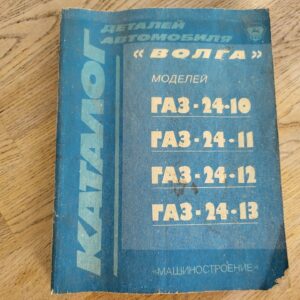 КАТАЛОГ
ДЕТАЛЕЙ
АВТОМОБИЛЯ
«ВОЛГА»
МОДЕЛЕЙ
ГАЗ-24-10
ГАЗ-24-11
ГАЗ-24-12
ГАЗ-24-13
«МАШИНОСТРОЕНИЕ»